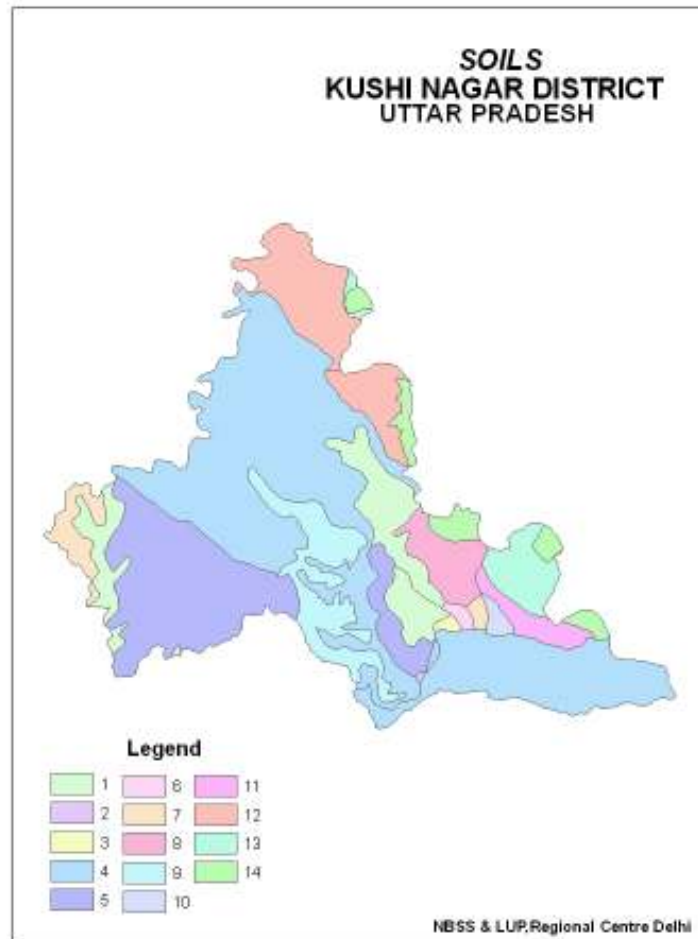 SOILS
KUSHI NAGAR DISTRICT
UTTAR PRADESH
Legend
1
2
3
4
5
6
7
8
9
10
11
12
13
14
NBSS & LUP,Regional Centre Delhi